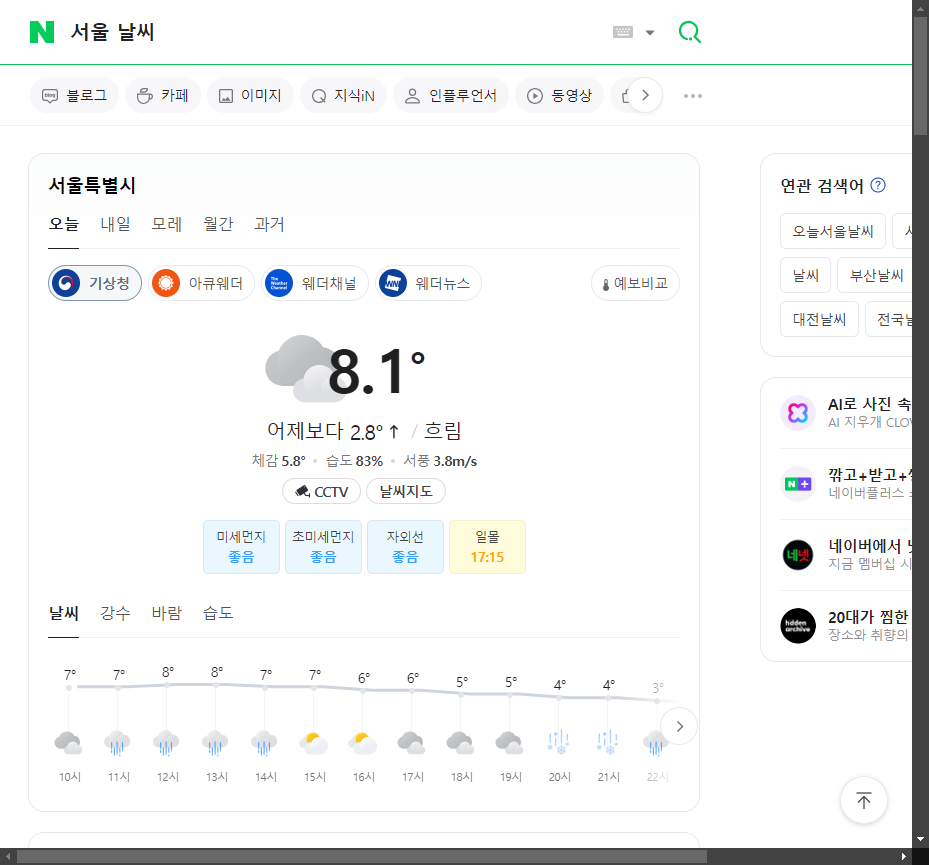 서울 날씨
블로그 카페 이미지 지식iN 인플루언서 동영상
서울특별시
오늘 내일 모레 월간 과거
기상청 아큐웨더 The Weather Channel 웨더채널 WNI 웨더뉴스 예보비교
8.1°
어제보다 2.8° ↑ / 흐림
체감 5.8° • 습도 83% • 서풍 3.8m/s
CCTV 날씨지도
미세먼지 초미세먼지 자외선 일몰
좋음 좋음 좋음 17:15
날씨 강수 바람 습도
7° 7° 8° 8° 7° 7° 6° 6° 5° 5° 4° 4° 3°
10시 11시 12시 13시 14시 15시 16시 17시 18시 19시 20시 21시 22시
연관 검색어 ?
오늘서울날씨
날씨 부산날씨
대전날씨 전국날
AI로 사진 속
AI 지우개 CLOV
깎고+받고+
네이버플러스
네넷
네이버에서
지금 멤버십 시
hidden archive
20대가 찜한
장소와 취향의